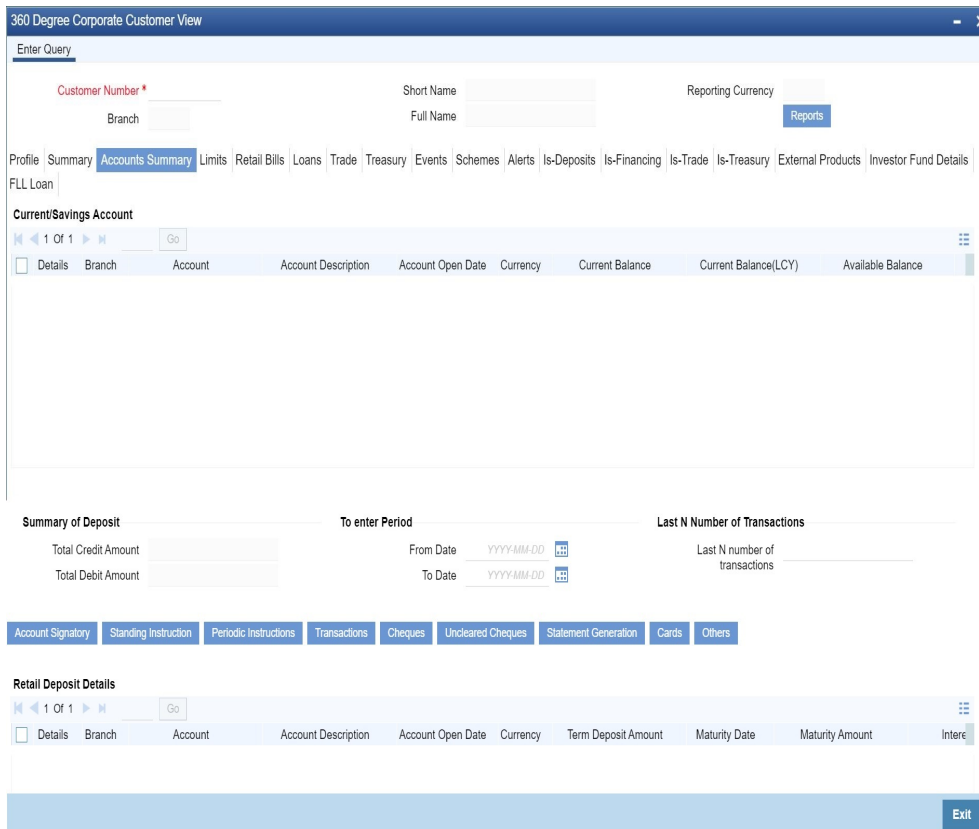 360 Degree Corporate Customer View
Enter Query
Customer Number * Short Name Reporting Currency
Branch Full Name Reports
Profile Summary Accounts Summary Limits Retail Bills Loans Trade Treasury Events Schemes Alerts Is-Deposits Is-Financing Is-Trade Is-Treasury External Products Investor Fund Details
FLL Loan
Current/Savings Account
1 Of 1 Go
Details Branch Account Account Description Account Open Date Currency Current Balance Current Balance(LCY) Available Balance
Summary of Deposit To enter Period Last N Number of Transactions
Total Credit Amount From Date YYYY-MM-DD Last N number of
transactions
Total Debit Amount To Date YYYY-MM-DD
Account Signatory Standing Instruction Periodic Instructions Transactions Cheques Uncleared Cheques Statement Generation Cards Others
Retail Deposit Details
1 Of 1 Go
Details Branch Account Account Description Account Open Date Currency Term Deposit Amount Maturity Date Maturity Amount Intere
Exit